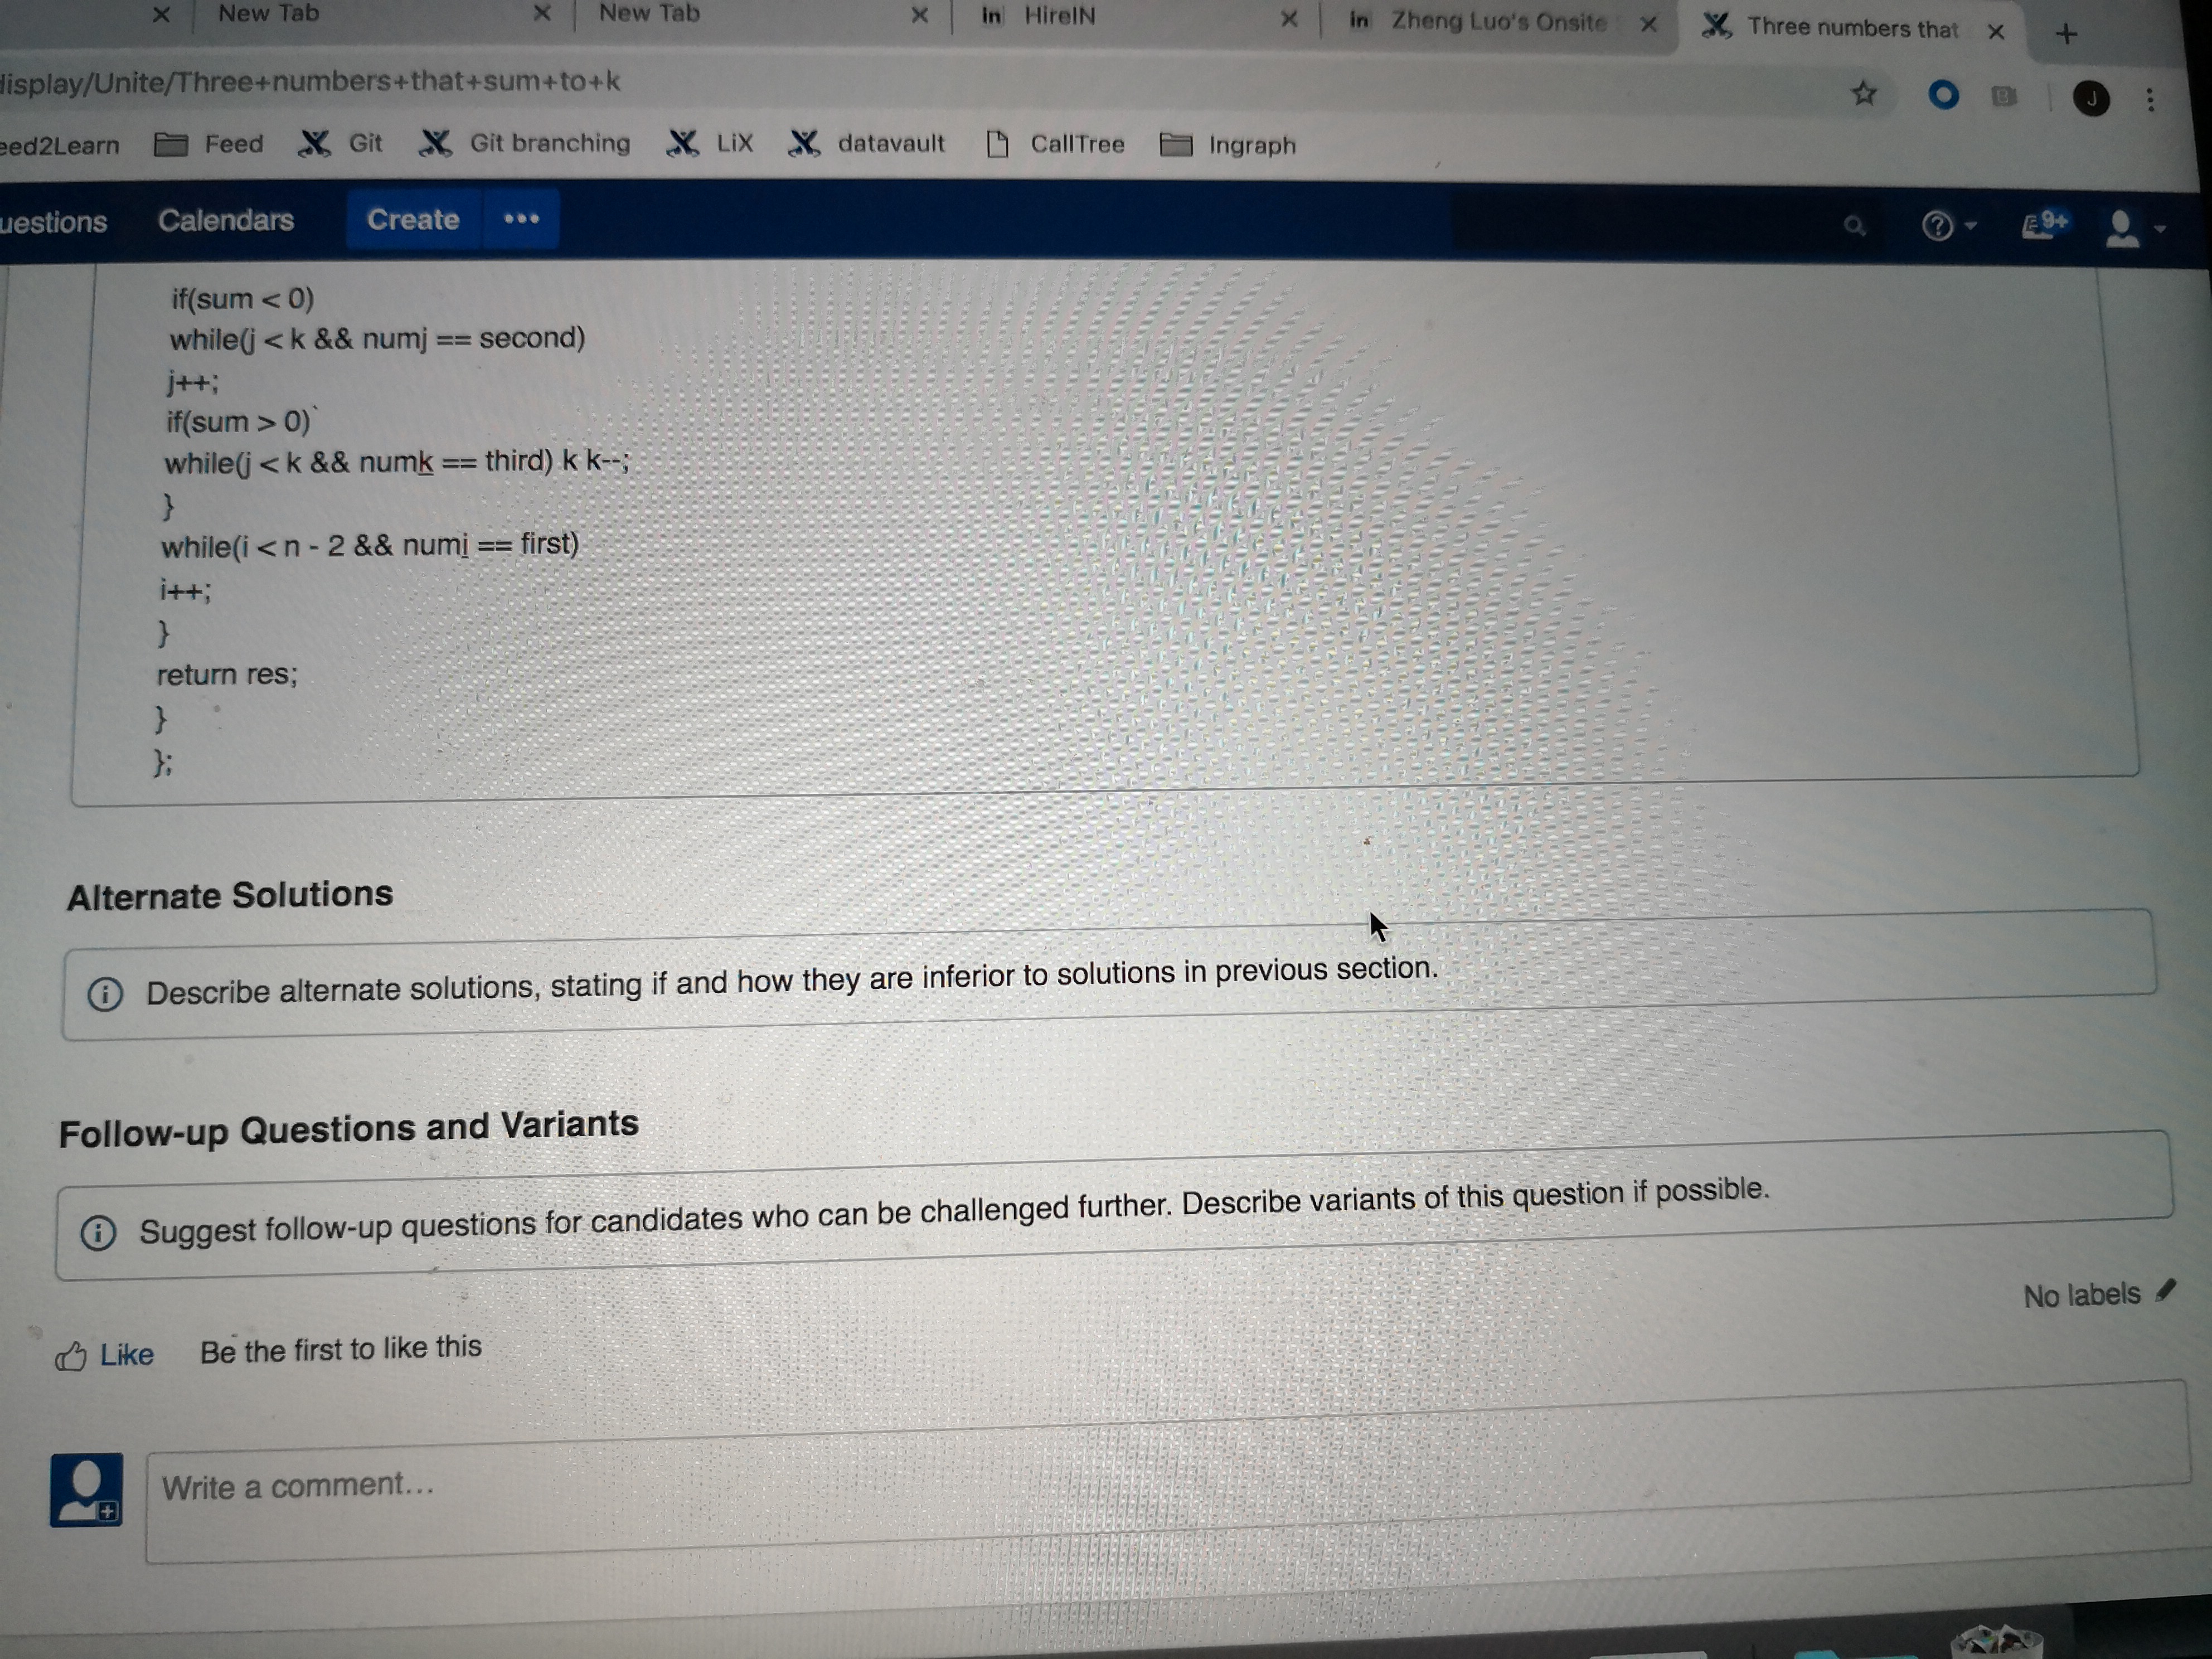 New Tab New Tab in HireIN in Zheng Luo's Onsite Three numbers that
display/Unite/Three+numbers+that+sum+to+k
eed2Learn Feed Git Git branching LiX datavault CallTree Ingraph
uestions Calendars Create ••• 9+
J
if(sum < 0)
while(j < k && numj == second)
j++;
if(sum > 0)`
while(j < k && numk == third) k k--;
}
while(i < n - 2 && numi == first)
i++;
}
return res;
}
};
Alternate Solutions
Describe alternate solutions, stating if and how they are inferior to solutions in previous section.
Follow-up Questions and Variants
Suggest follow-up questions for candidates who can be challenged further. Describe variants of this question if possible.
No labels
Like Be the first to like this
Write a comment...